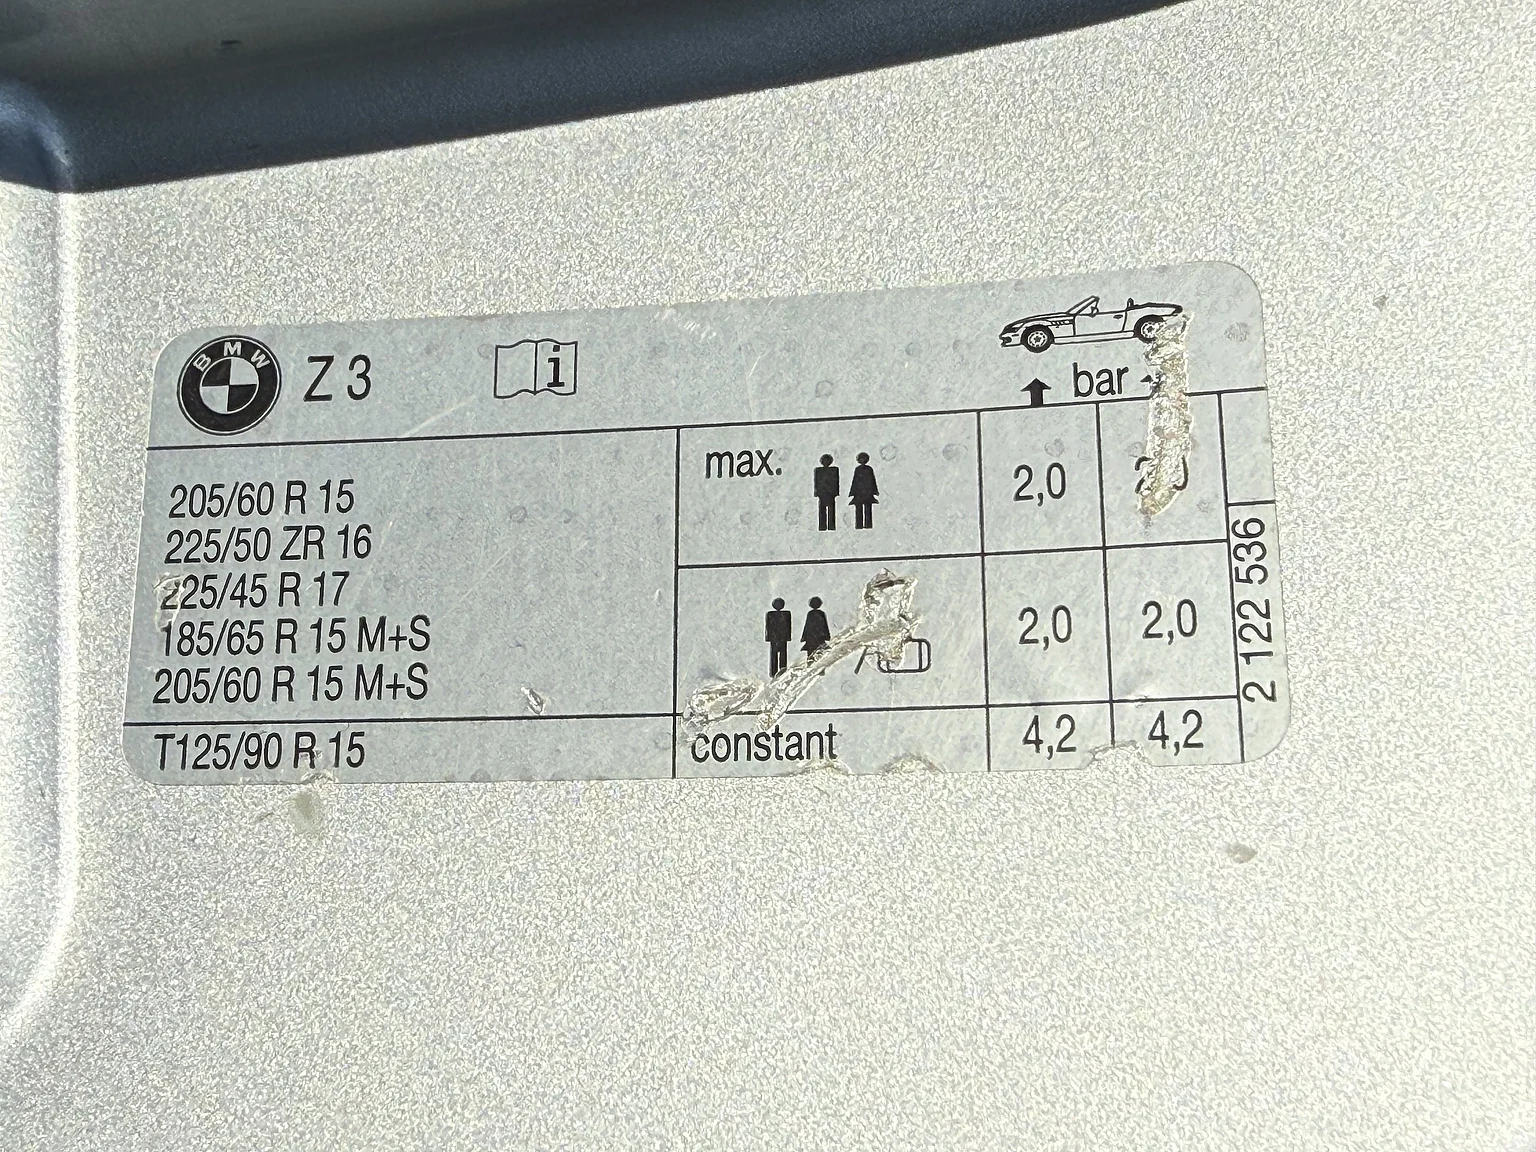 BMW Z3 i
bar
205/60 R 15
225/50 ZR 16
225/45 R 17
185/65 R 15 M+S
205/60 R 15 M+S
max. 2,0
2,0 2,0
T125/90 R 15 constant 4,2 4,2
2 122 536